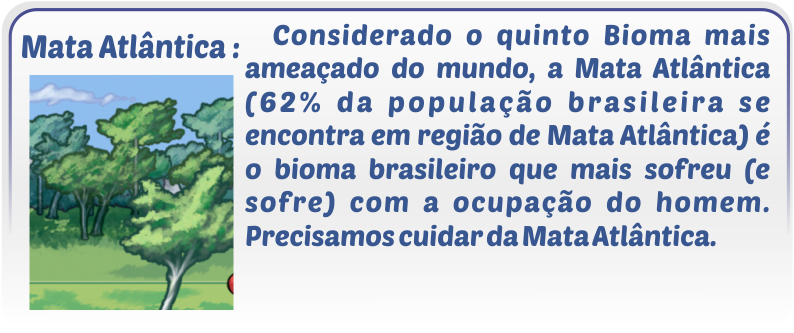 Mata Atlântica :
Considerado o quinto Bioma mais
ameaçado do mundo, a Mata Atlântica
(62% da população brasileira se
encontra em região de Mata Atlântica) é
o bioma brasileiro que mais sofreu (e
sofre) com a ocupação do homem.
Precisamos cuidar da Mata Atlântica.